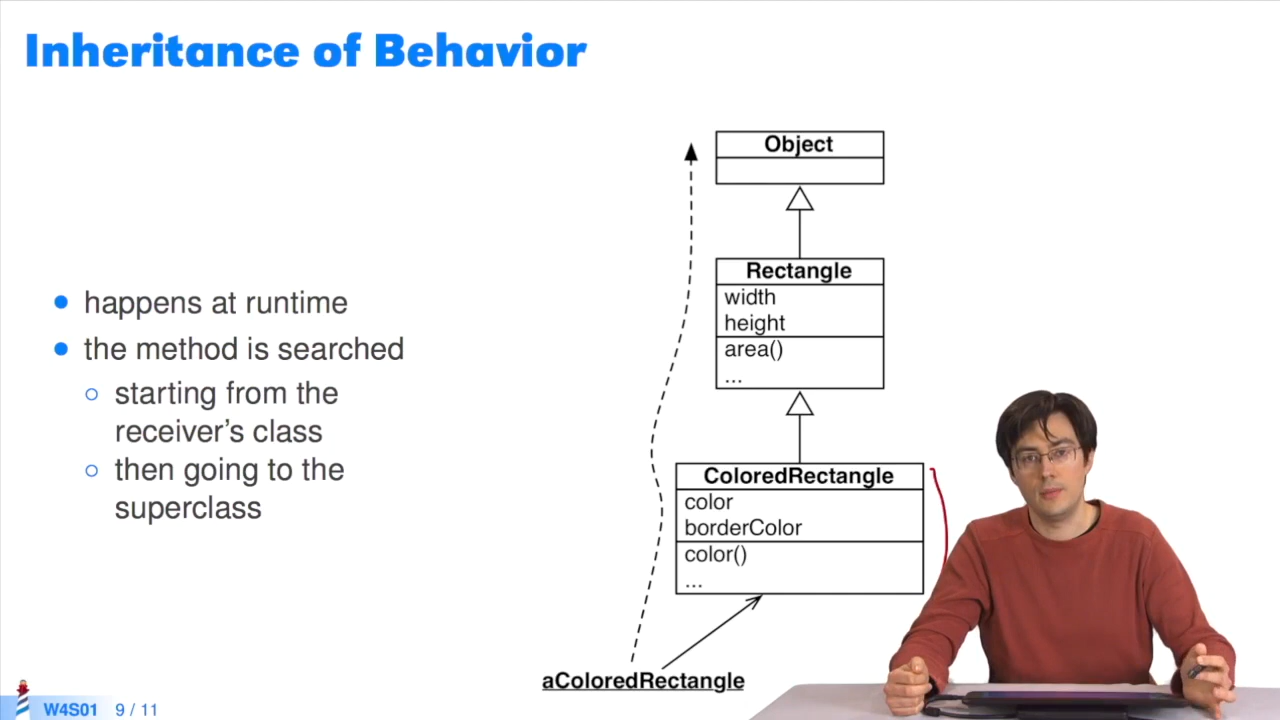 Inheritance of Behavior
● happens at runtime
● the method is searched
○ starting from the
receiver’s class
○ then going to the
superclass
Object
Rectangle
width
height
area()
...
ColoredRectangle
color
borderColor
color()
...
aColoredRectangle
W4S01 9 / 11